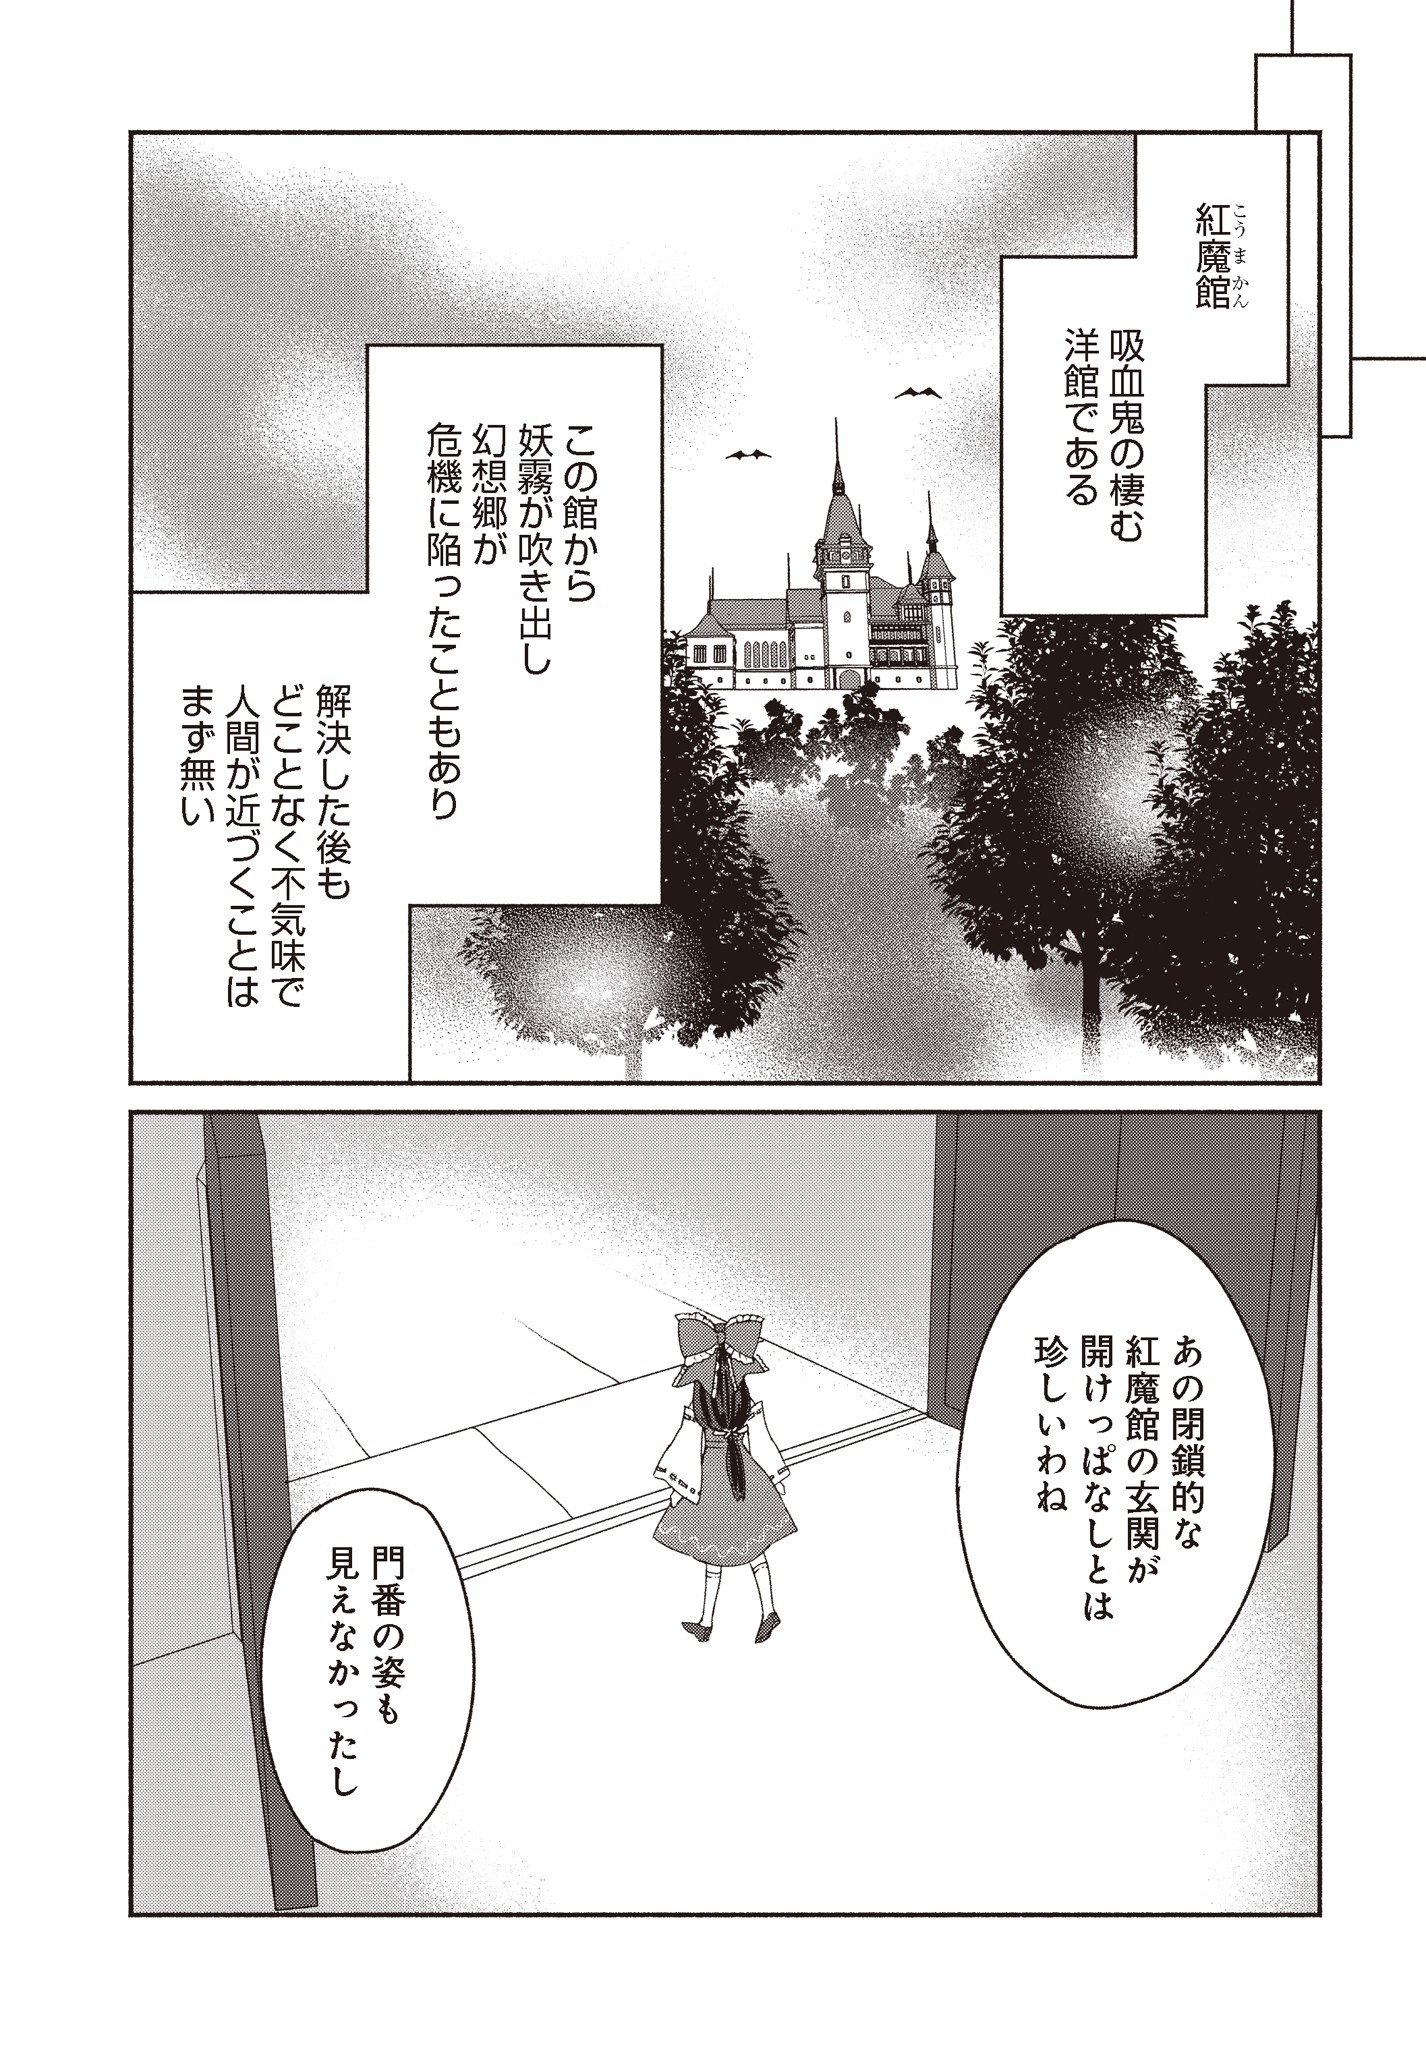 紅魔館
こうまかん
吸血鬼の棲む
洋館である
この館から
妖霧が吹き出し
幻想郷が
危機に陥ったこともあり
解決した後も
どことなく不気味で
人間が近づくことは
まず無い
あの閉鎖的な
紅魔館の玄関が
開けっぱなしとは
珍しいわね
門番の姿も
見えなかったし